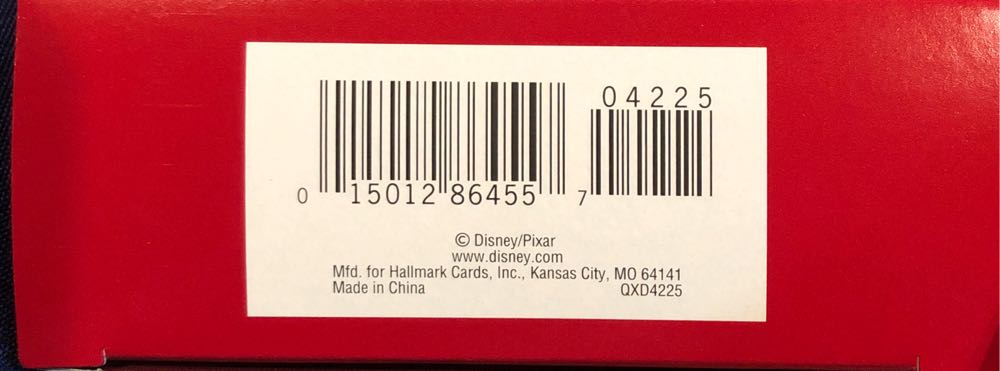 04225
0 15012 86455 7
© Disney/Pixar
www.disney.com
Mfd. for Hallmark Cards, Inc., Kansas City, MO 64141
Made in China QXD4225